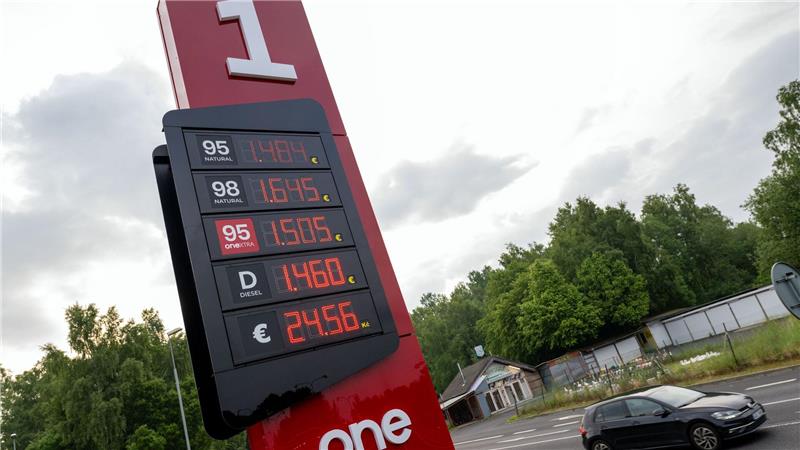 1
95 1.484 €
NATURAL
98 1.645 €
NATURAL
95 1.505 €
oneXTRA
D 1.460 €
DIESEL
€ 24.56 Kč
one